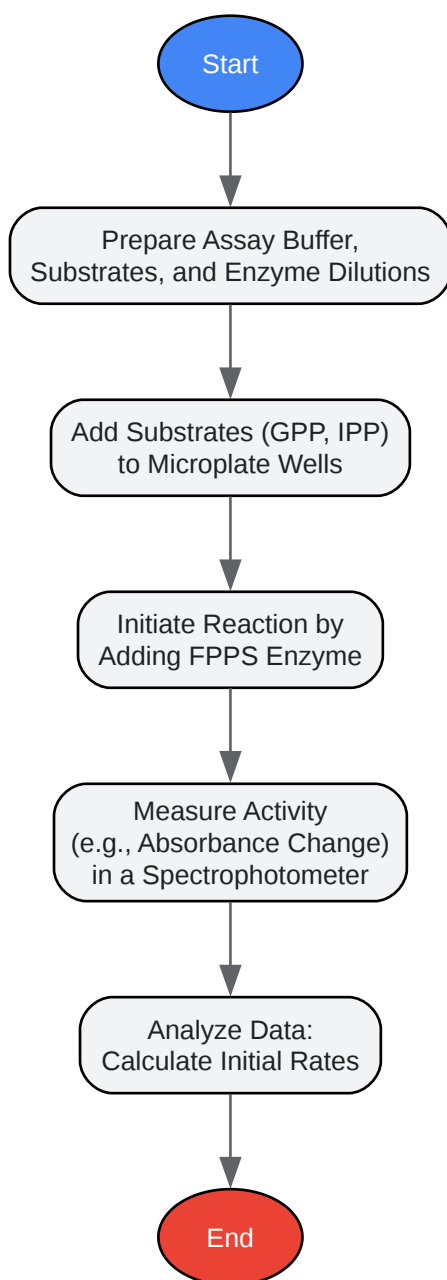 Start
Prepare Assay Buffer,
Substrates, and Enzyme Dilutions
Add Substrates (GPP, IPP)
to Microplate Wells
Initiate Reaction by
Adding FPPS Enzyme
Measure Activity
(e.g., Absorbance Change)
in a Spectrophotometer
Analyze Data:
Calculate Initial Rates
End